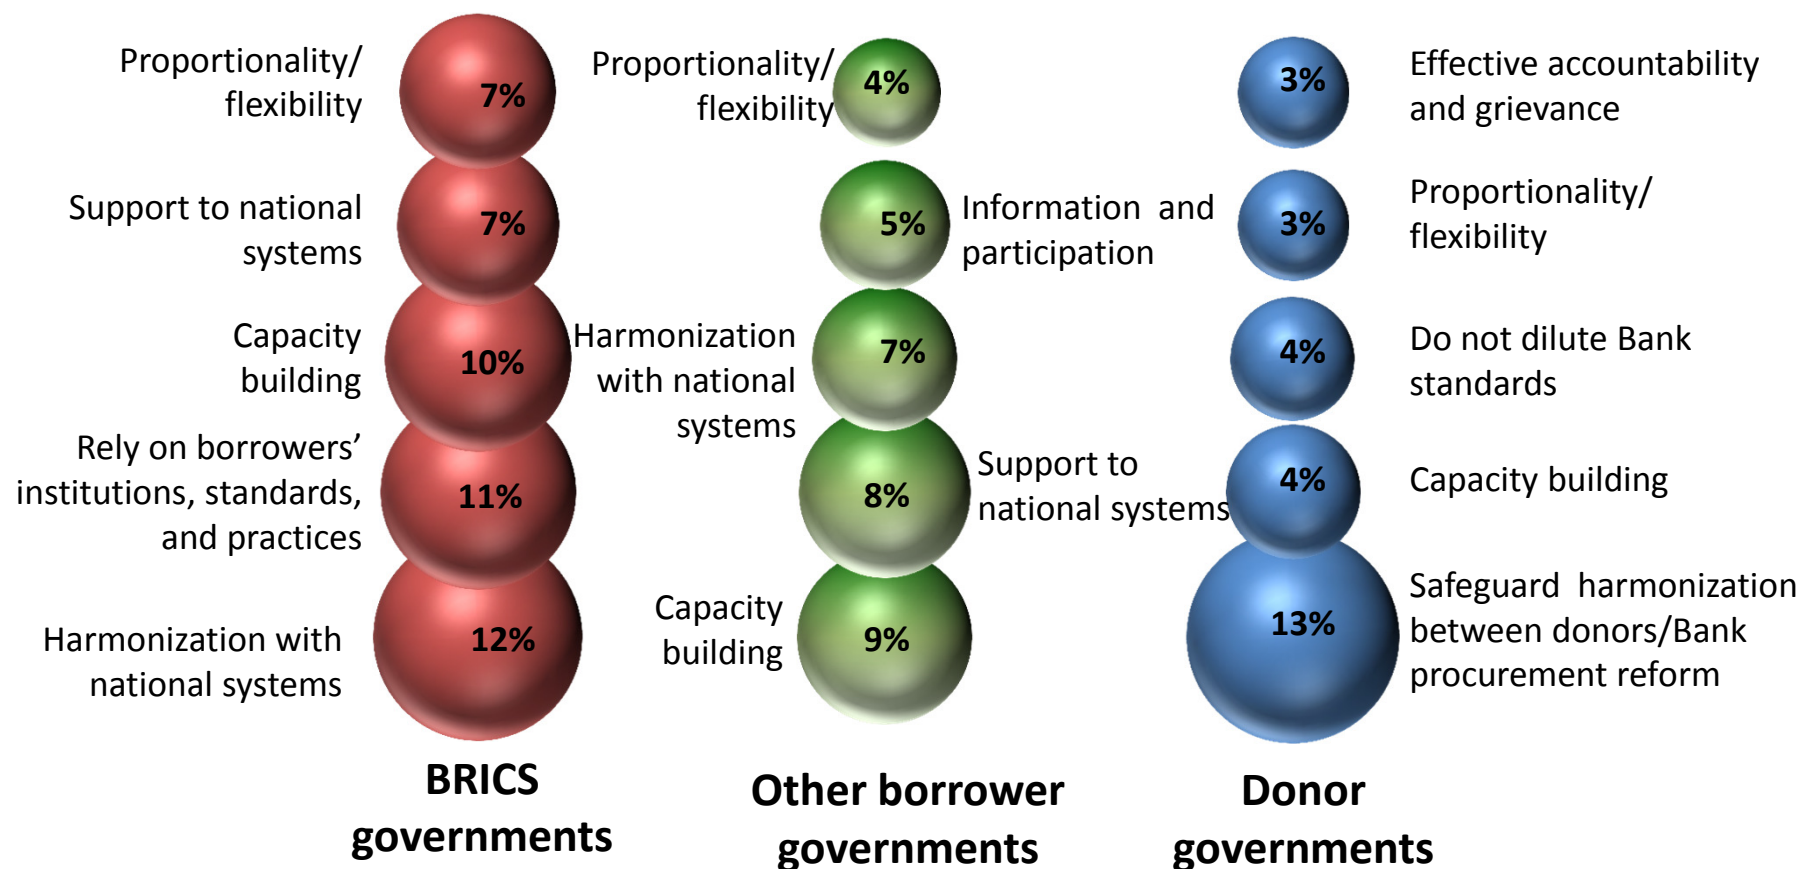 Proportionality/
flexibility
7%
Support to national
systems
7%
Capacity
building
10%
Rely on borrowers’
institutions, standards,
and practices
11%
Harmonization with
national systems
12%
BRICS
governments
Proportionality/
flexibility
4%
5%
Information and
participation
Harmonization
with national
systems
7%
8%
Support to
national systems
Capacity
building
9%
Other borrower
governments
3%
Effective accountability
and grievance
3%
Proportionality/
flexibility
4%
Do not dilute Bank
standards
4%
Capacity building
13%
Safeguard harmonization
between donors/Bank
procurement reform
Donor
governments